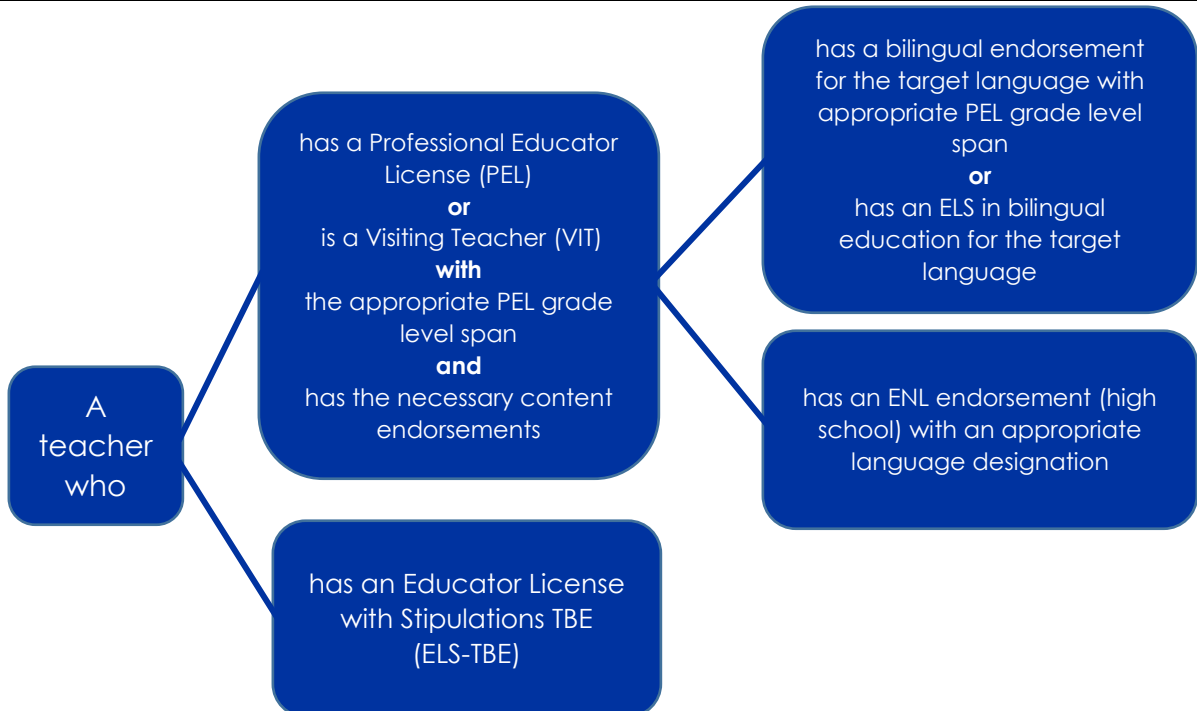 A
teacher
who
has a Professional Educator
License (PEL)
or
is a Visiting Teacher (VIT)
with
the appropriate PEL grade
level span
and
has the necessary content
endorsements
has a bilingual endorsement
for the target language with
appropriate PEL grade level
span
or
has an ELS in bilingual
education for the target
language
has an ENL endorsement (high
school) with an appropriate
language designation
has an Educator License
with Stipulations TBE
(ELS-TBE)